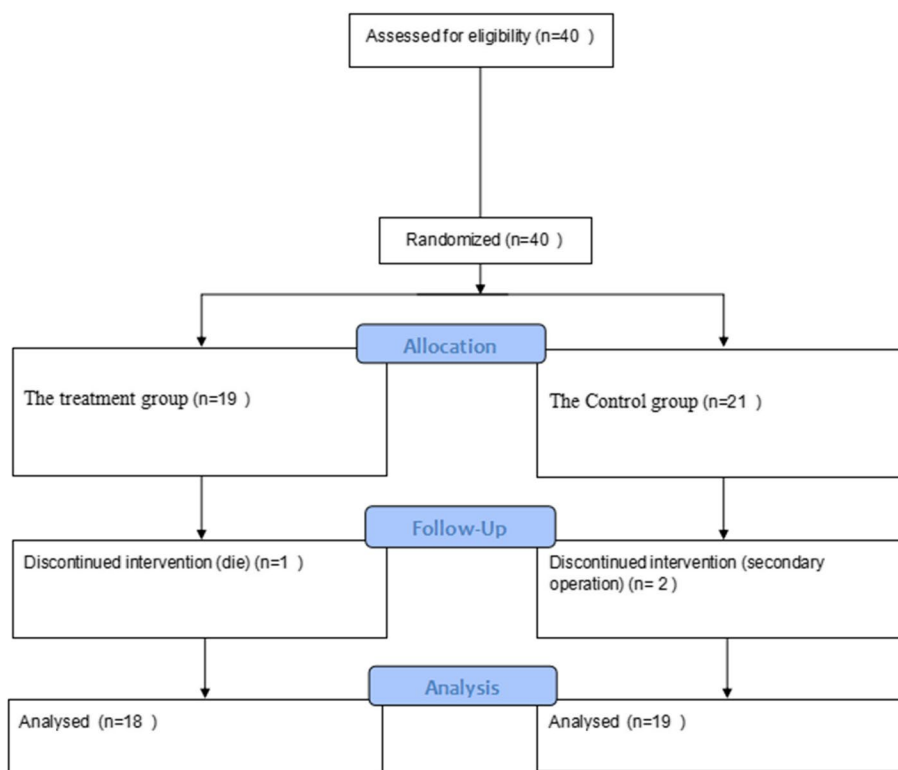 Assessed for eligibility (n=40 )
Randomized (n=40 )
Allocation
The treatment group (n=19 )
The Control group (n=21 )
Follow-Up
Discontinued intervention (die) (n=1 )
Discontinued intervention (secondary
operation) (n= 2 )
Analysis
Analysed (n=18 )
Analysed (n=19 )